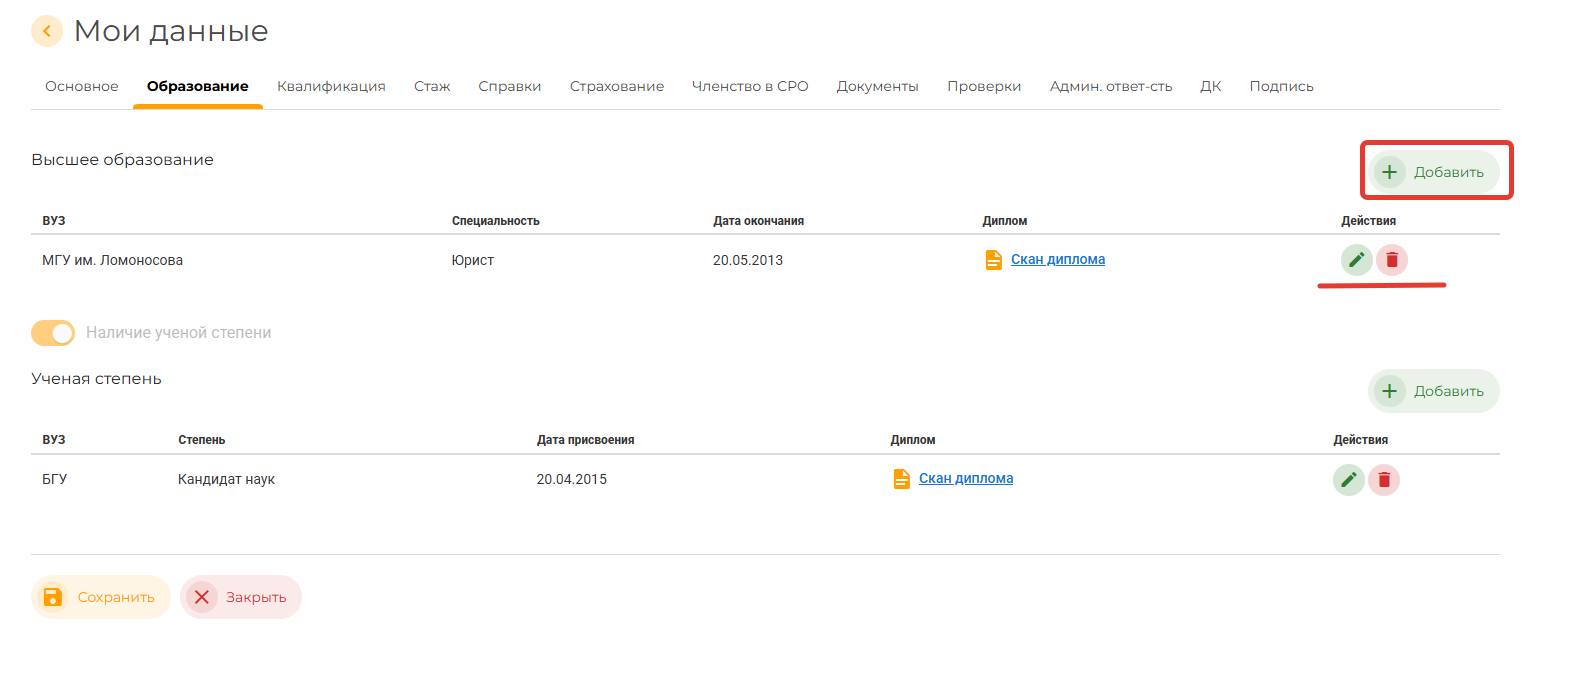 Мои данные
Основное Образование Квалификация Стаж Справки Страхование Членство в СРО Документы Проверки Админ. ответ-сть ДК Подпись
Высшее образование
Добавить
ВУЗ Специальность Дата окончания Диплом Действия
МГУ им. Ломоносова Юрист 20.05.2013 Скан диплома
Наличие ученой степени
Ученая степень
Добавить
ВУЗ Степень Дата присвоения Диплом Действия
БГУ Кандидат наук 20.04.2015 Скан диплома
Сохранить Закрыть